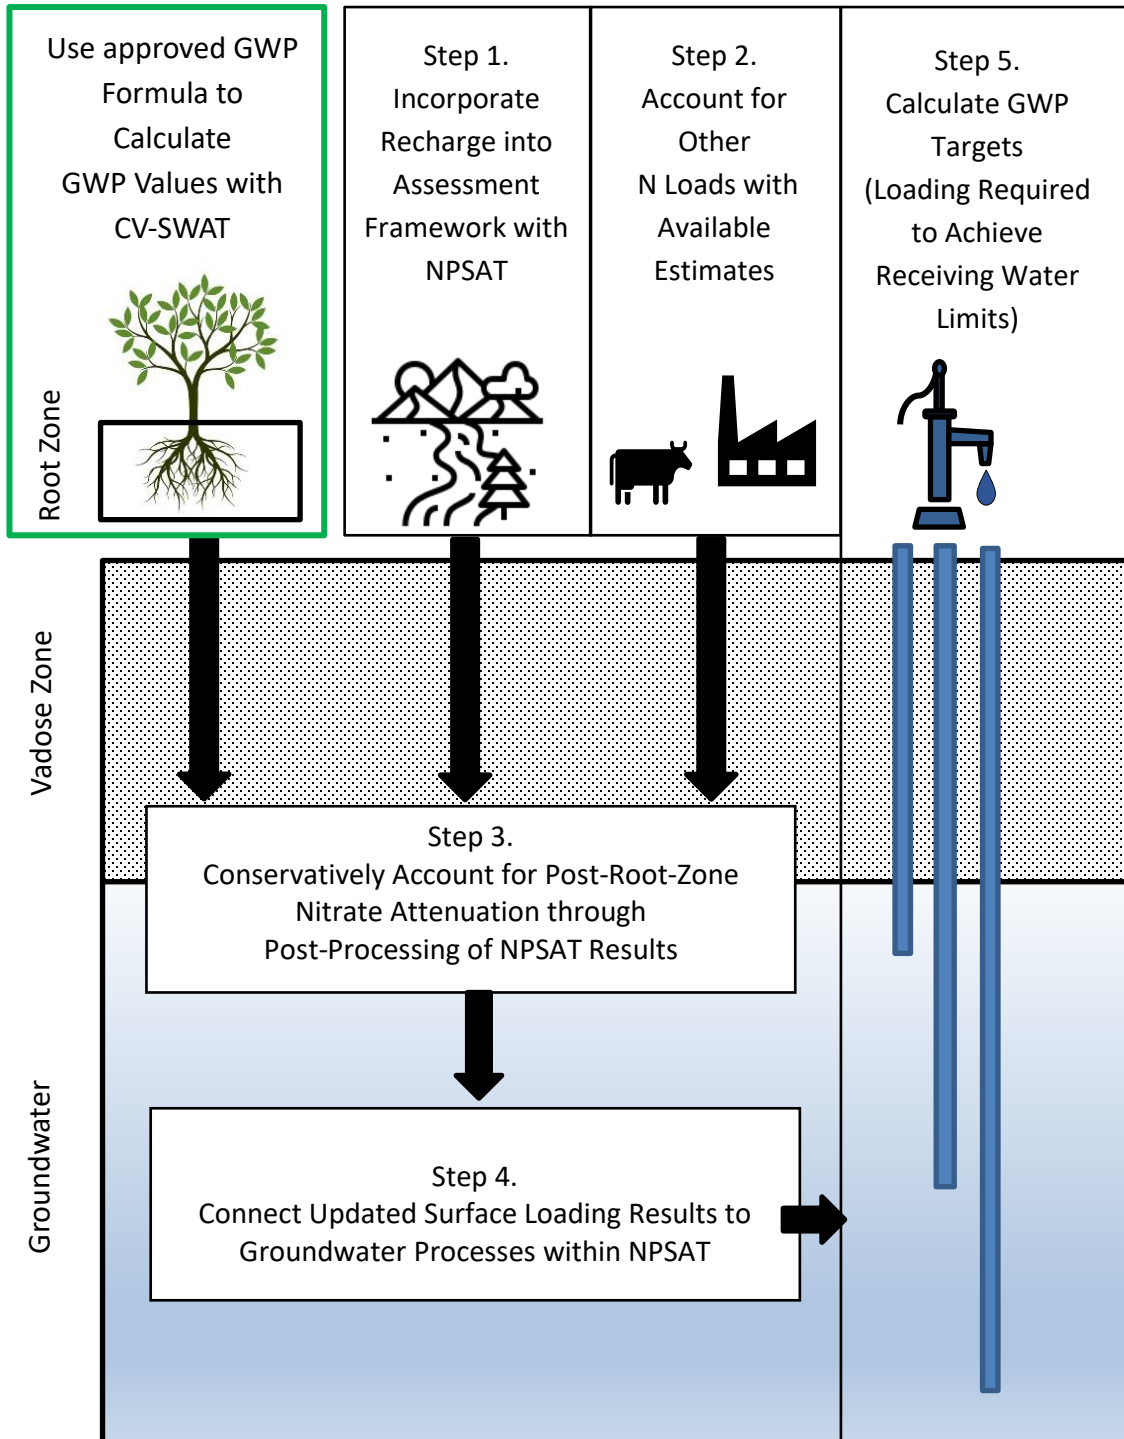 Use approved GWP
Formula to
Calculate
GWP Values with
CV-SWAT
Root Zone
Step 1.
Incorporate
Recharge into
Assessment
Framework with
NPSAT
Step 2.
Account for
Other
N Loads with
Available
Estimates
Step 5.
Calculate GWP
Targets
(Loading Required
to Achieve
Receiving Water
Limits)
Vadose Zone
Step 3.
Conservatively Account for Post-Root-Zone
Nitrate Attenuation through
Post-Processing of NPSAT Results
Groundwater
Step 4.
Connect Updated Surface Loading Results to
Groundwater Processes within NPSAT